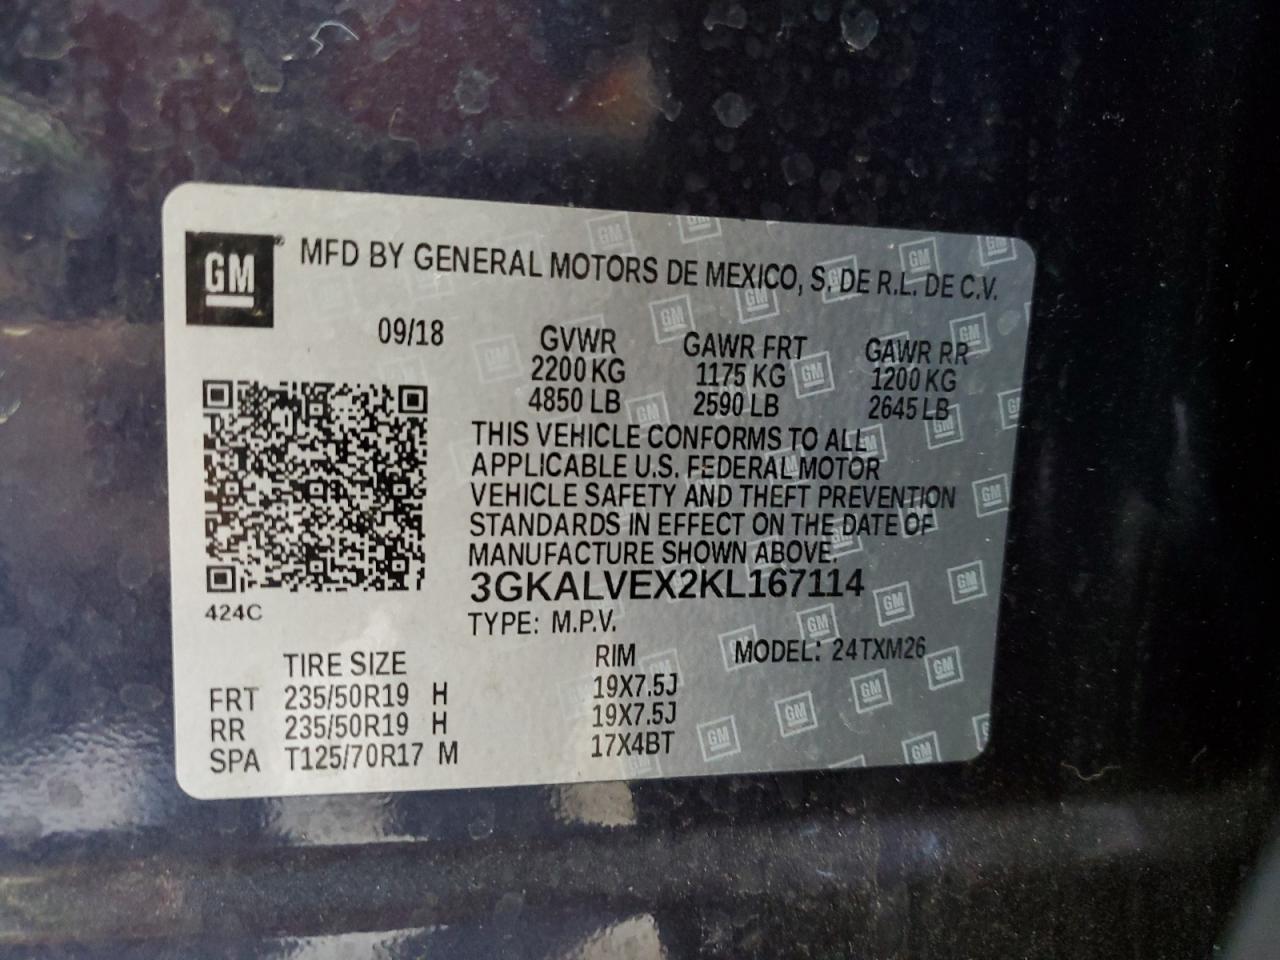 GM® MFD BY GENERAL MOTORS DE MEXICO, S. DE R.L. DE C.V.
09/18 GVWR GAWR FRT GAWR RR
2200 KG 1175 KG 1200 KG
4850 LB 2590 LB 2645 LB
THIS VEHICLE CONFORMS TO ALL
APPLICABLE U.S. FEDERAL MOTOR
VEHICLE SAFETY AND THEFT PREVENTION
STANDARDS IN EFFECT ON THE DATE OF
MANUFACTURE SHOWN ABOVE.
3GKALVEX2KL167114
424C
TYPE: M.P.V.
TIRE SIZE RIM MODEL: 24TXM26
FRT 235/50R19 H 19X7.5J
RR 235/50R19 H 19X7.5J
SPA T125/70R17 M 17X4BT